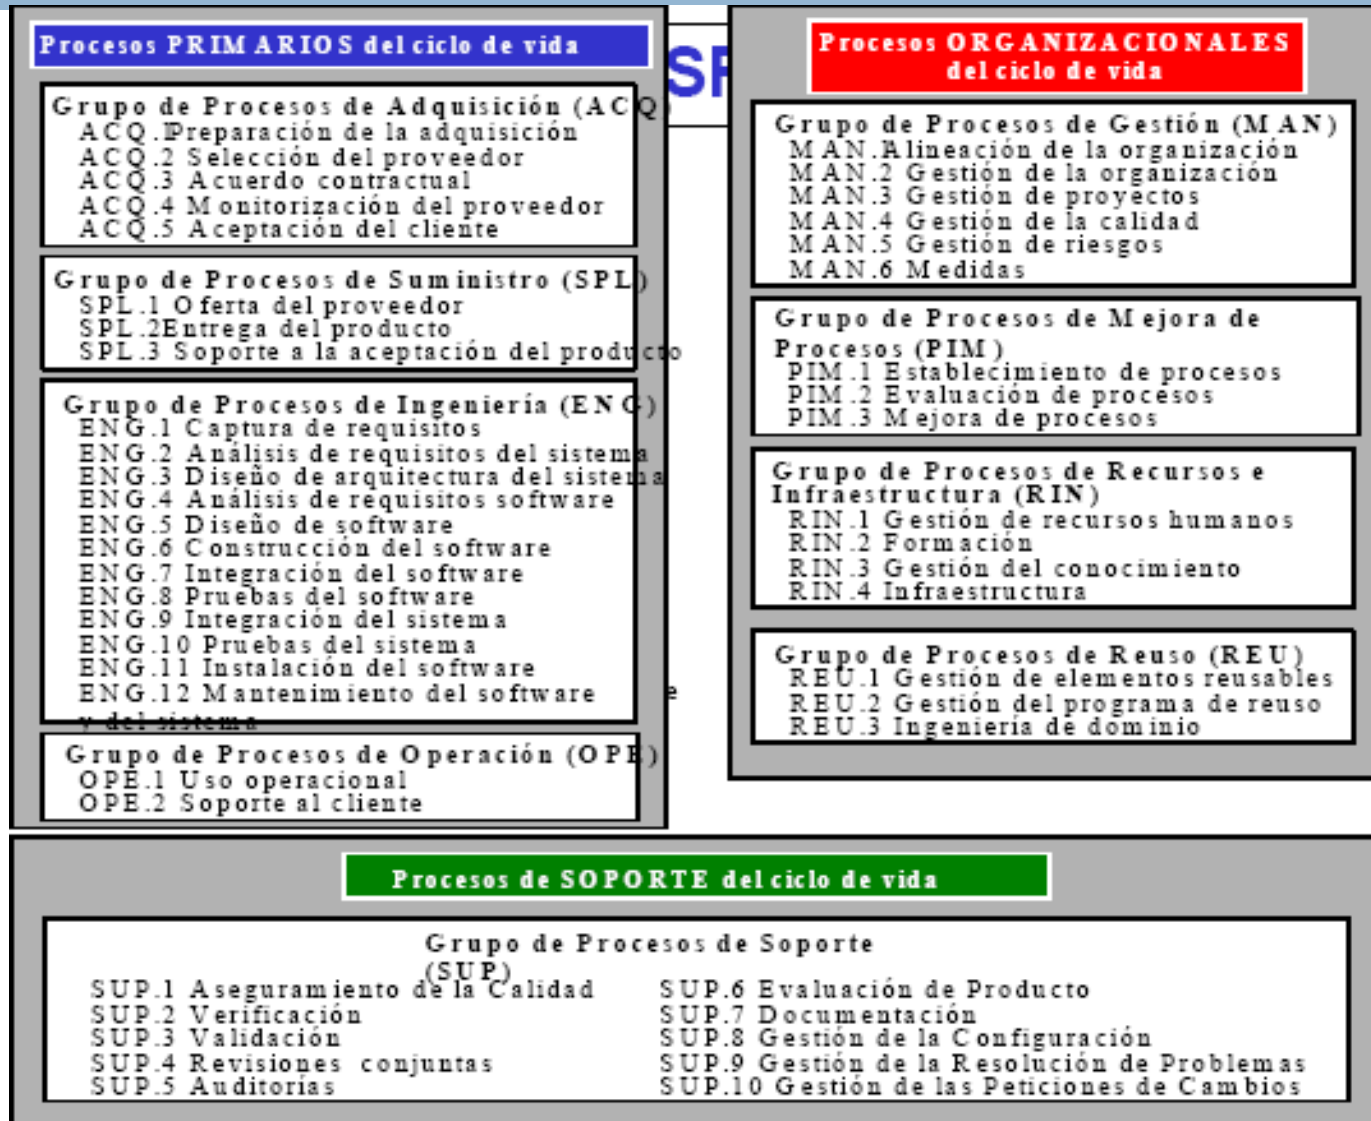 Procesos PRIMARIOS del ciclo de vida
Grupo de Procesos de Adquisición (ACQ)
ACQ.1Preparación de la adquisición
ACQ.2 Selección del proveedor
ACQ.3 Acuerdo contractual
ACQ.4 Monitorización del proveedor
ACQ.5 Aceptación del cliente
Grupo de Procesos de Suministro (SPL)
SPL.1 Oferta del proveedor
SPL.2Entrega del producto
SPL.3 Soporte a la aceptación del producto
Grupo de Procesos de Ingeniería (ENG)
ENG.1 Captura de requisitos
ENG.2 Análisis de requisitos del sistema
ENG.3 Diseño de arquitectura del sistema
ENG.4 Análisis de requisitos software
ENG.5 Diseño de software
ENG.6 Construcción del software
ENG.7 Integración del software
ENG.8 Pruebas del software
ENG.9 Integración del sistema
ENG.10 Pruebas del sistema
ENG.11 Instalación del software
ENG.12 Mantenimiento del software
y del sistema
Grupo de Procesos de Operación (OPE)
OPE.1 Uso operacional
OPE.2 Soporte al cliente
Procesos ORGANIZACIONALES
del ciclo de vida
Grupo de Procesos de Gestión (MAN)
MAN.1Alineación de la organización
MAN.2 Gestión de la organización
MAN.3 Gestión de proyectos
MAN.4 Gestión de la calidad
MAN.5 Gestión de riesgos
MAN.6 Medidas
Grupo de Procesos de Mejora de
Procesos (PIM)
PIM.1 Establecimiento de procesos
PIM.2 Evaluación de procesos
PIM.3 Mejora de procesos
Grupo de Procesos de Recursos e
Infraestructura (RIN)
RIN.1 Gestión de recursos humanos
RIN.2 Formación
RIN.3 Gestión del conocimiento
RIN.4 Infraestructura
Grupo de Procesos de Reuso (REU)
REU.1 Gestión de elementos reusables
REU.2 Gestión del programa de reuso
REU.3 Ingeniería de dominio
Procesos de SOPORTE del ciclo de vida
Grupo de Procesos de Soporte
(SUP)
SUP.1 Aseguramiento de la Calidad
SUP.2 Verificación
SUP.3 Validación
SUP.4 Revisiones conjuntas
SUP.5 Auditorías
SUP.6 Evaluación de Producto
SUP.7 Documentación
SUP.8 Gestión de la Configuración
SUP.9 Gestión de la Resolución de Problemas
SUP.10 Gestión de las Peticiones de Cambios